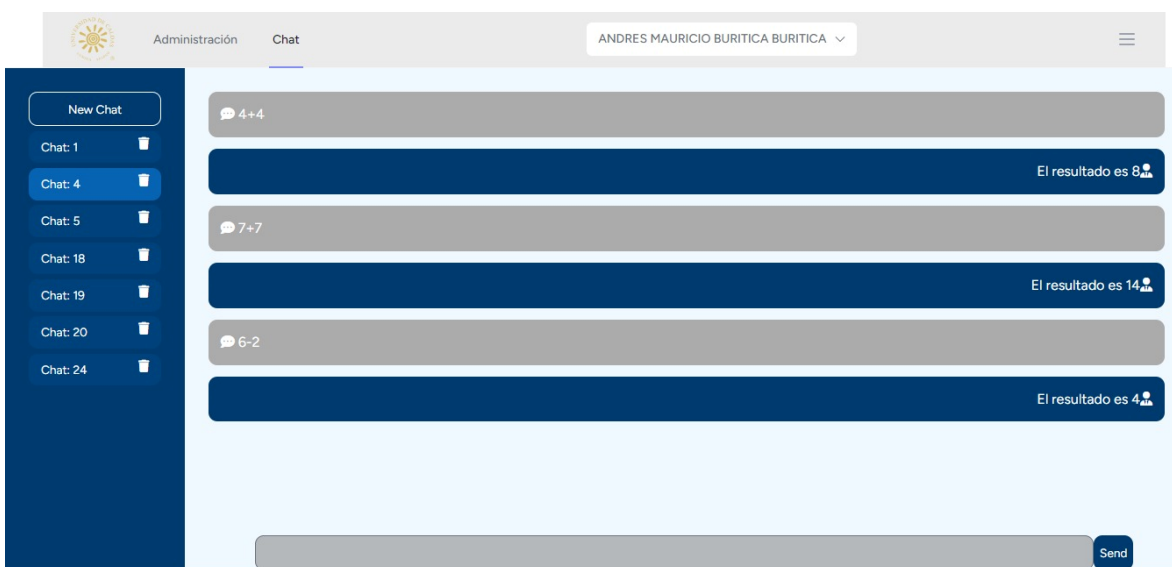 Administración
Chat
ANDRES MAURICIO BURITICA BURITICA
New Chat
Chat: 1
Chat: 4
Chat: 5
Chat: 18
Chat: 19
Chat: 20
Chat: 24
4+4
El resultado es 8
7+7
El resultado es 14
6-2
El resultado es 4
Send